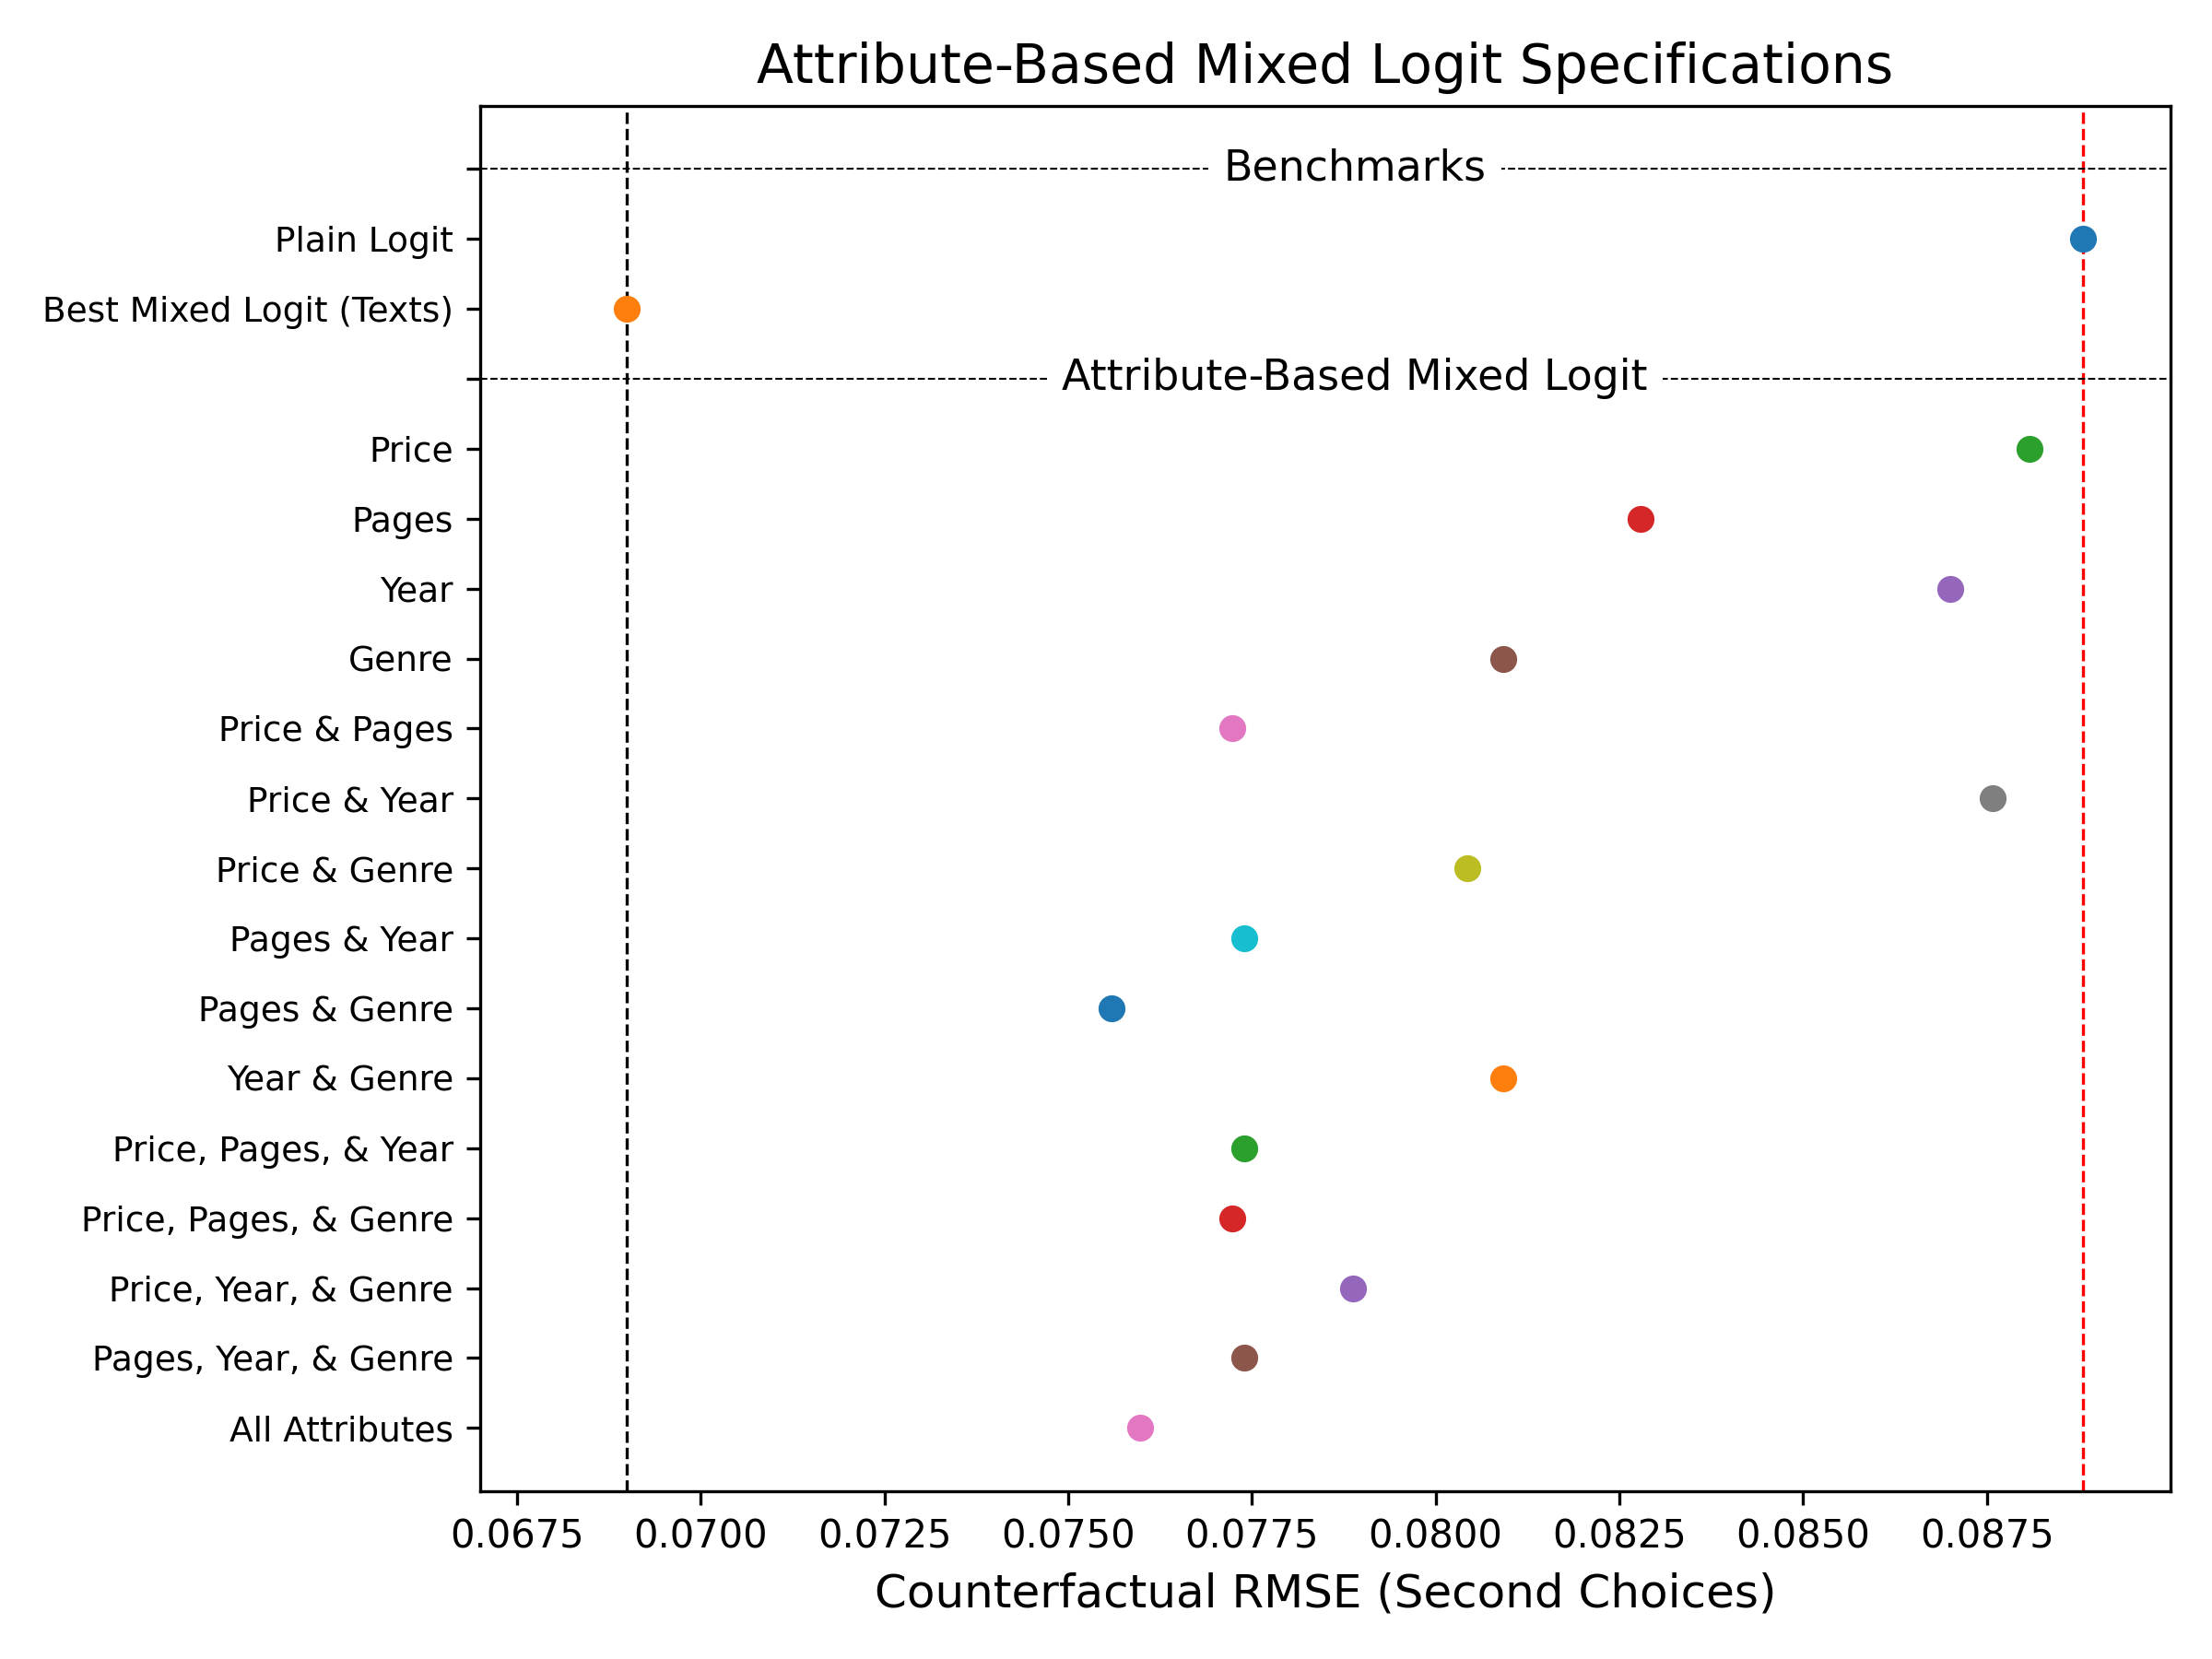 Attribute-Based Mixed Logit Specifications
Benchmarks
Plain Logit
Best Mixed Logit (Texts)
Attribute-Based Mixed Logit
Price
Pages
Year
Genre
Price & Pages
Price & Year
Price & Genre
Pages & Year
Pages & Genre
Year & Genre
Price, Pages, & Year
Price, Pages, & Genre
Price, Year, & Genre
Pages, Year, & Genre
All Attributes
0.0675 0.0700 0.0725 0.0750 0.0775 0.0800 0.0825 0.0850 0.0875
Counterfactual RMSE (Second Choices)